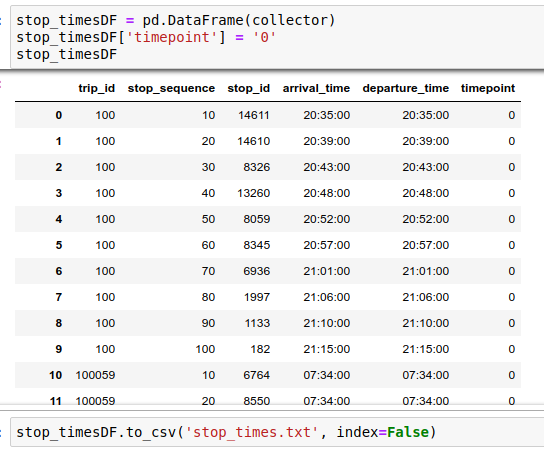 stop_timesDF = pd.DataFrame(collector)
stop_timesDF['timepoint'] = '0'
stop_timesDF
trip_id stop_sequence stop_id arrival_time departure_time timepoint
0 100 10 14611 20:35:00 20:35:00 0
1 100 20 14610 20:39:00 20:39:00 0
2 100 30 8326 20:43:00 20:43:00 0
3 100 40 13260 20:48:00 20:48:00 0
4 100 50 8059 20:52:00 20:52:00 0
5 100 60 8345 20:57:00 20:57:00 0
6 100 70 6936 21:01:00 21:01:00 0
7 100 80 1997 21:06:00 21:06:00 0
8 100 90 1133 21:10:00 21:10:00 0
9 100 100 182 21:15:00 21:15:00 0
10 100059 10 6764 07:34:00 07:34:00 0
11 100059 20 8550 07:34:00 07:34:00 0
stop_timesDF.to_csv('stop_times.txt', index=False)